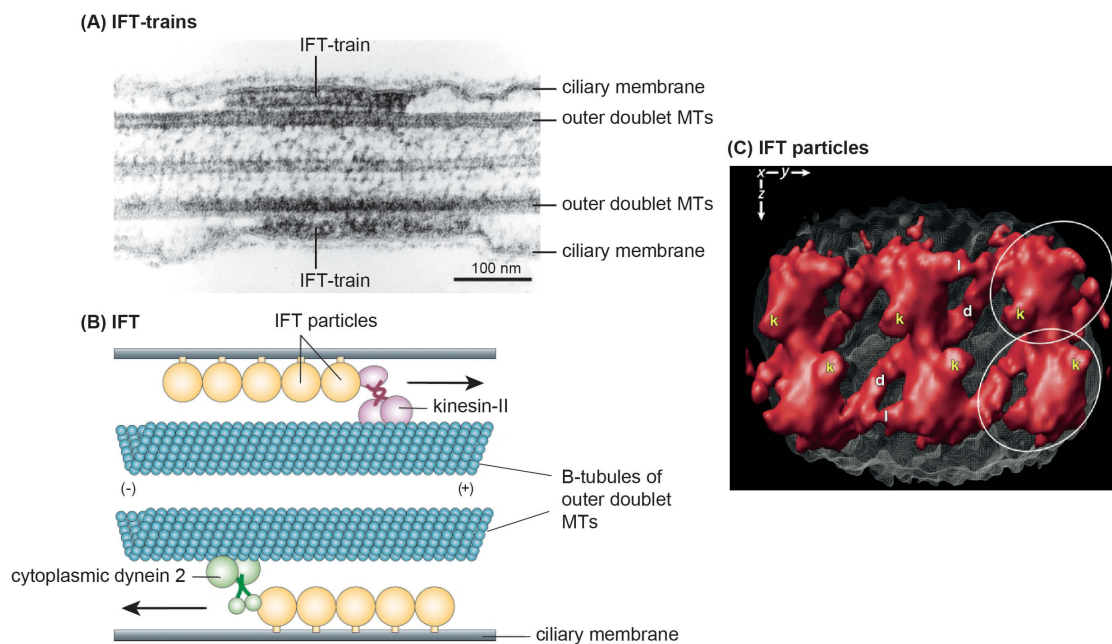 (A) IFT-trains
IFT-train
ciliary membrane
outer doublet MTs
outer doublet MTs
ciliary membrane
IFT-train
100 nm
(B) IFT
IFT particles
kinesin-II
(-)
(+)
B-tubules of
outer doublet
MTs
cytoplasmic dynein 2
ciliary membrane
(C) IFT particles
x y
z
l
d
k
k
k
k
k
k
d
l